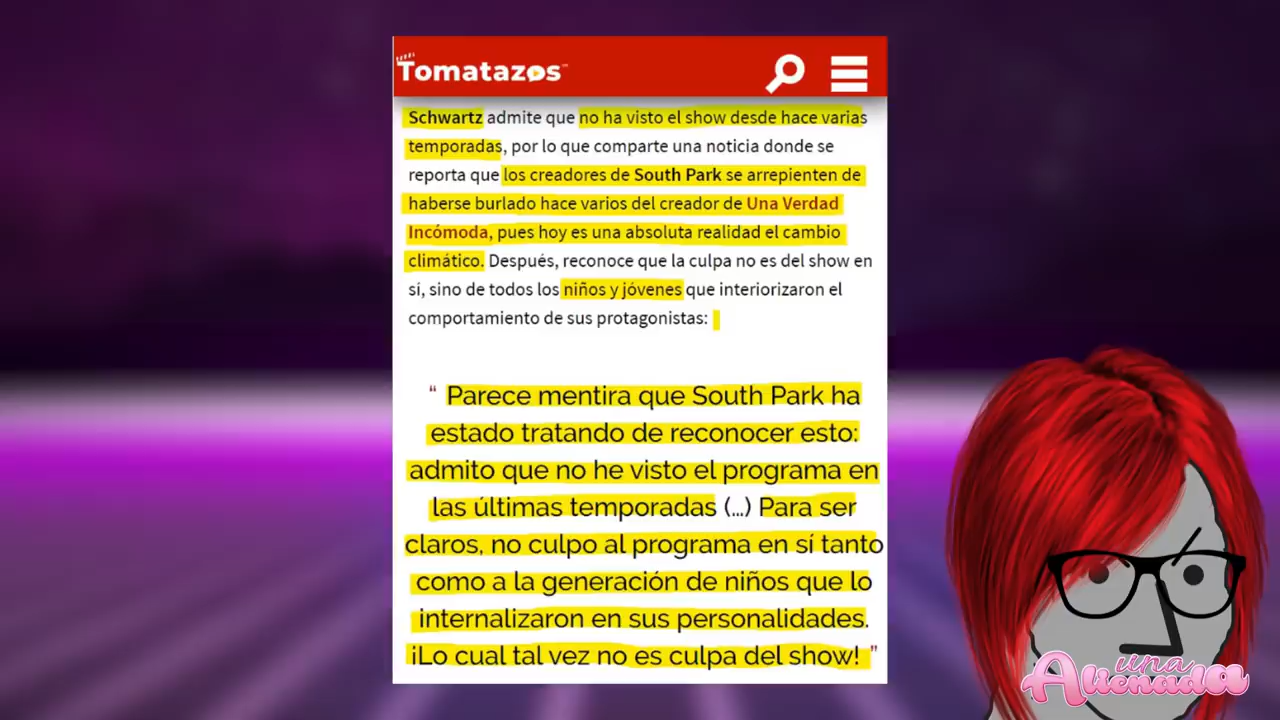 Tomatazos
Schwartz admite que no ha visto el show desde hace varias
temporadas, por lo que comparte una noticia donde se
reporta que los creadores de South Park se arrepienten de
haberse burlado hace varios del creador de Una Verdad
Incómoda, pues hoy es una absoluta realidad el cambio
climático. Después, reconoce que la culpa no es del show en
sí, sino de todos los niños y jóvenes que interiorizaron el
comportamiento de sus protagonistas:
“ Parece mentira que South Park ha
estado tratando de reconocer esto:
admito que no he visto el programa en
las últimas temporadas (...) Para ser
claros, no culpo al programa en sí tanto
como a la generación de niños que lo
internalizaron en sus personalidades.
¡Lo cual tal vez no es culpa del show! ”
una
Alienada